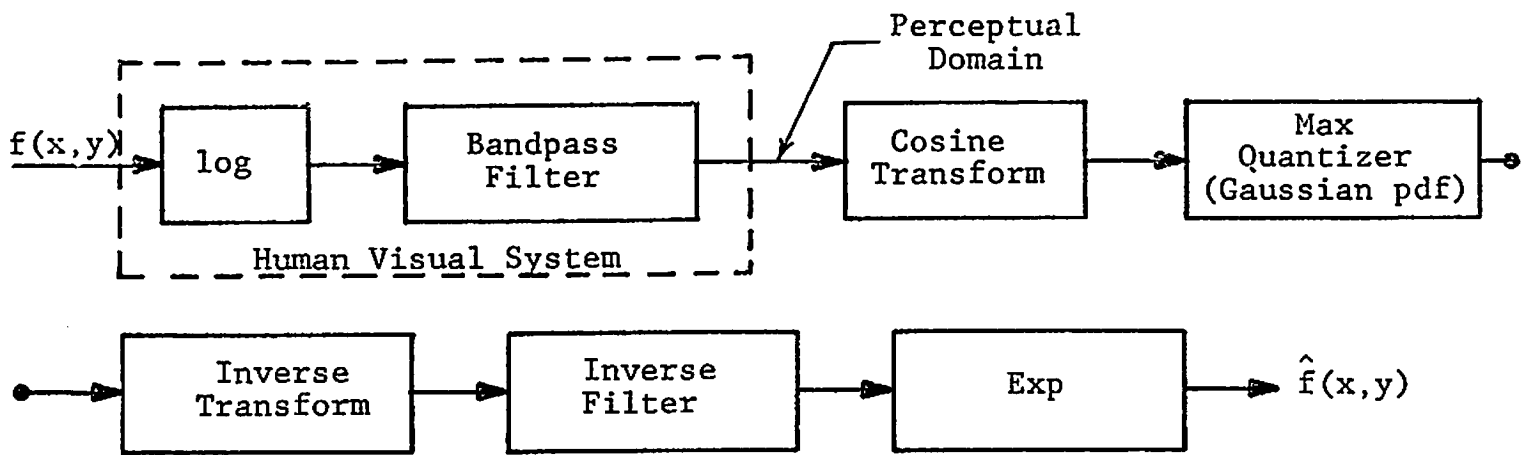 Perceptual
Domain
f(x,y)
log
Bandpass
Filter
Cosine
Transform
Max
Quantizer
(Gaussian pdf)
Human Visual System
Inverse
Transform
Inverse
Filter
Exp
f̂(x,y)